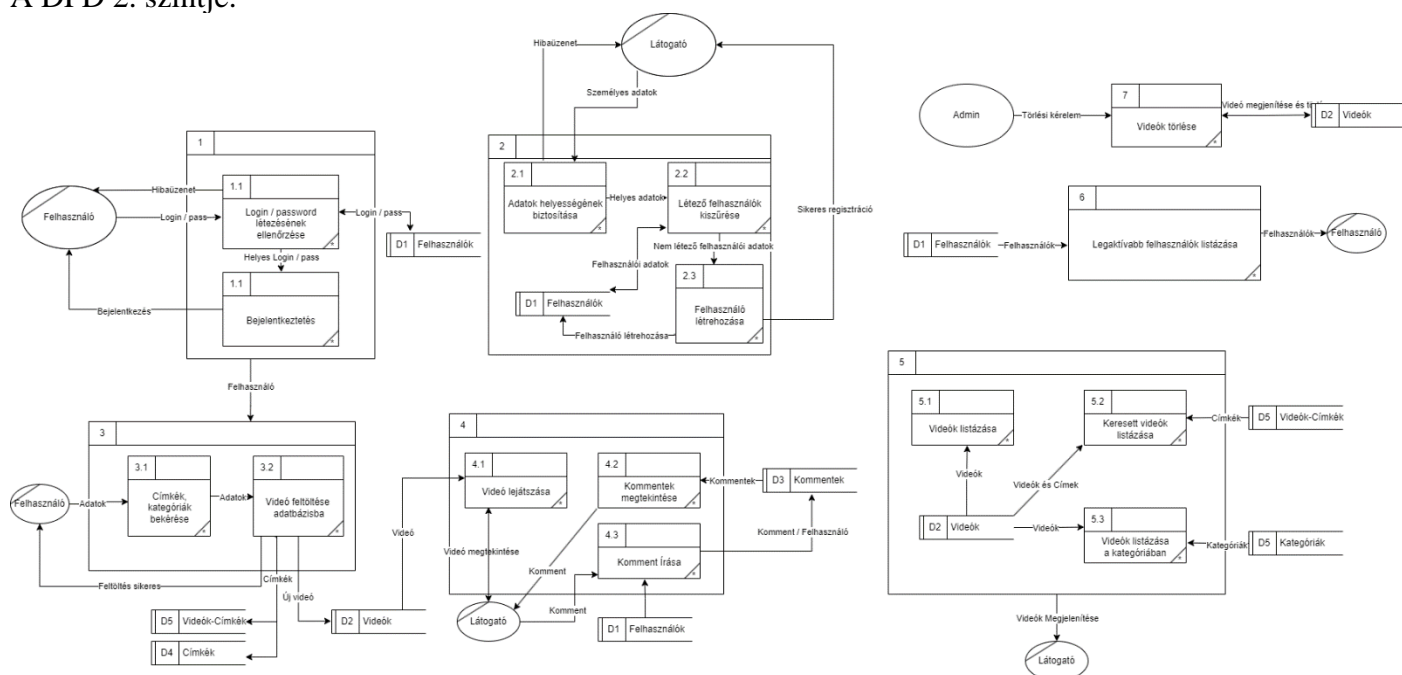 A DFD 2. szintje:
Hibaüzenet
Látogató
Személyes adatok
Admin
Törlési kérelem
7
Videók törlése
Videó megjenítése és
D2 Videók
1
Felhasználó
Hibaüzenet
Login / pass
1.1
Login / password
létezésének
ellenőrzése
Login / pass
D1 Felhasználók
Helyes Login / pass
1.1
Bejelentkeztetés
Bejelentkezés
Felhasználó
2
2.1
Adatok helyességének
biztosítása
Helyes adatok
2.2
Létező felhasználók
kiszűrése
Sikeres regisztráció
Nem létező felhasználói adatok
Felhasználói adatok
D1 Felhasználók
2.3
Felhasználó
létrehozása
Felhasználó létrehozása
6
Legaktívabb felhasználók listázása
D1 Felhasználók
Felhasználók
Felhasználók
Felhasználó
3
Felhasználó
Adatok
3.1
Címkék,
kategóriák
bekérése
Adatok
3.2
Videó feltöltése
adatbázisba
Feltöltés sikeres
Címkék
Új videó
D5 Videók-Címkék
D4 Címkék
D2 Videók
Videó
4
4.1
Videó lejátszása
4.2
Kommentek
megtekintése
Kommentek
D3 Kommentek
4.3
Komment Írása
Komment / Felhasználó
Videó megtekintése
Komment
Komment
Látogató
D1 Felhasználók
5
5.1
Videók listázása
5.2
Keresett videók
listázása
Címkék
D5 Videók-Címkék
Videók
Videók és Címek
D2 Videók
Videók
5.3
Videók listázása
a kategóriában
Kategóriák
D5 Kategóriák
Videók Megjelenítése
Látogató